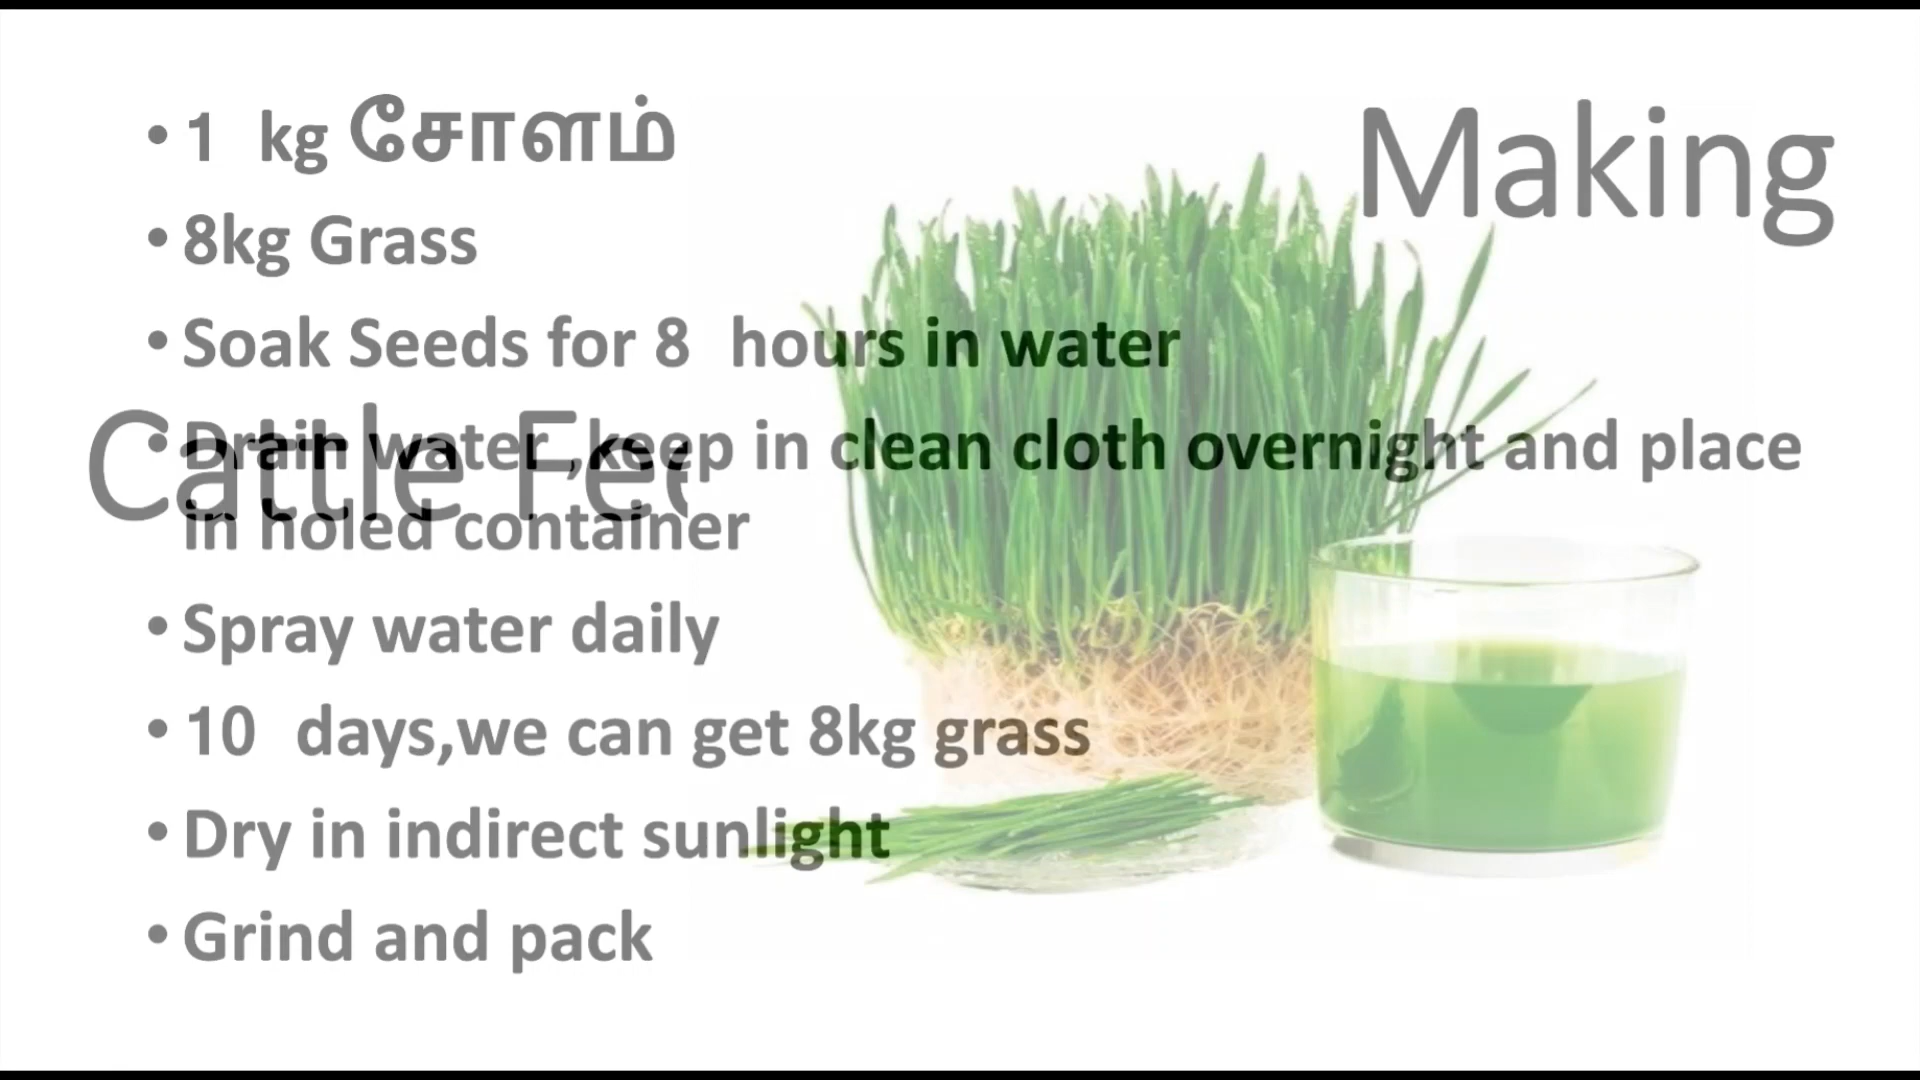 • 1 kg சோளம்
Making
• 8kg Grass
• Soak Seeds for 8 hours in water
Cattle
• Drain water ,keep in clean cloth overnight and place
in holed container
• Spray water daily
• 10 days,we can get 8kg grass
• Dry in indirect sunlight
• Grind and pack